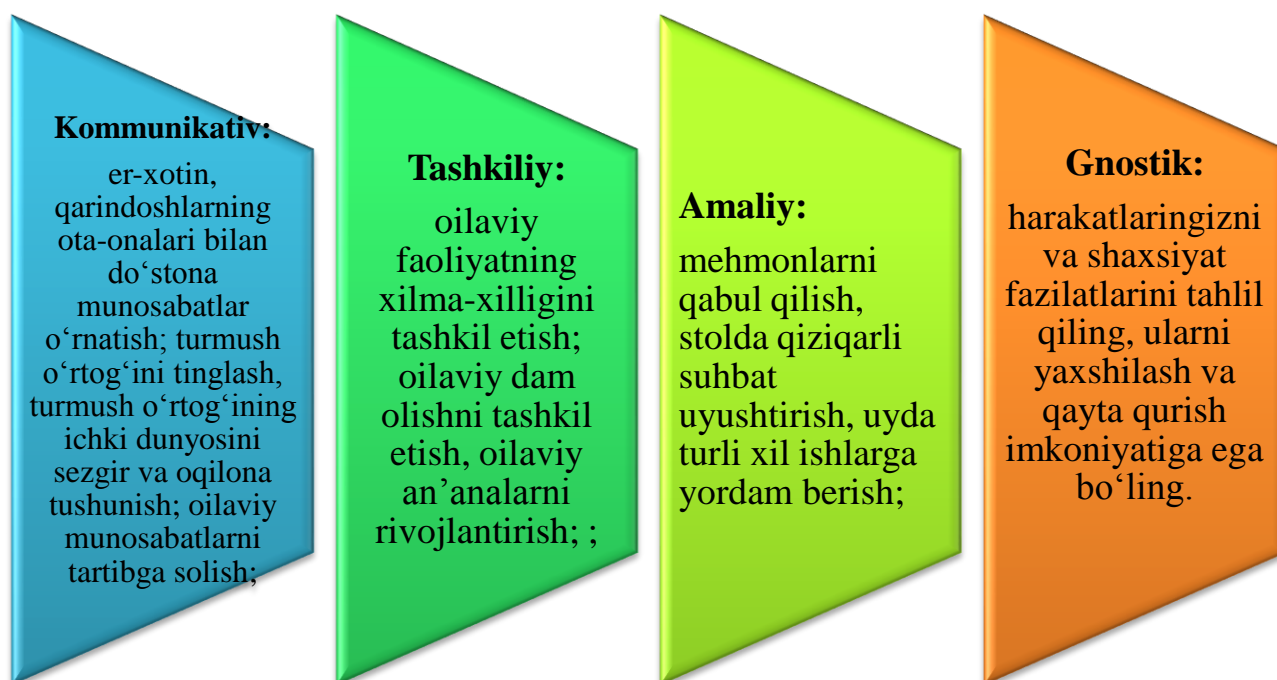 Kommunikativ:
er-xotin,
qarindoshlarning
ota-onalari bilan
do‘stona
munosabatlar
o‘rnatish; turmush
o‘rtog‘ini tinglash,
turmush o‘rtog‘ining
ichki dunyosini
sezgir va oqilona
tushunish; oilaviy
munosabatlarni
tartibga solish;
Tashkiliy:
oilaviy
faoliyatning
xilma-xilligini
tashkil etish;
oilaviy dam
olishni tashkil
etish, oilaviy
an’analarni
rivojlantirish; ;
Amaliy:
mehmonlarni
qabul qilish,
stolda qiziqarli
suhbat
uyushtirish, uyda
turli xil ishlarga
yordam berish;
Gnostik:
harakatlaringizni
va shaxsiyat
fazilatlarini tahlil
qiling, ularni
yaxshilash va
qayta qurish
imkoniyatiga ega
bo‘ling.